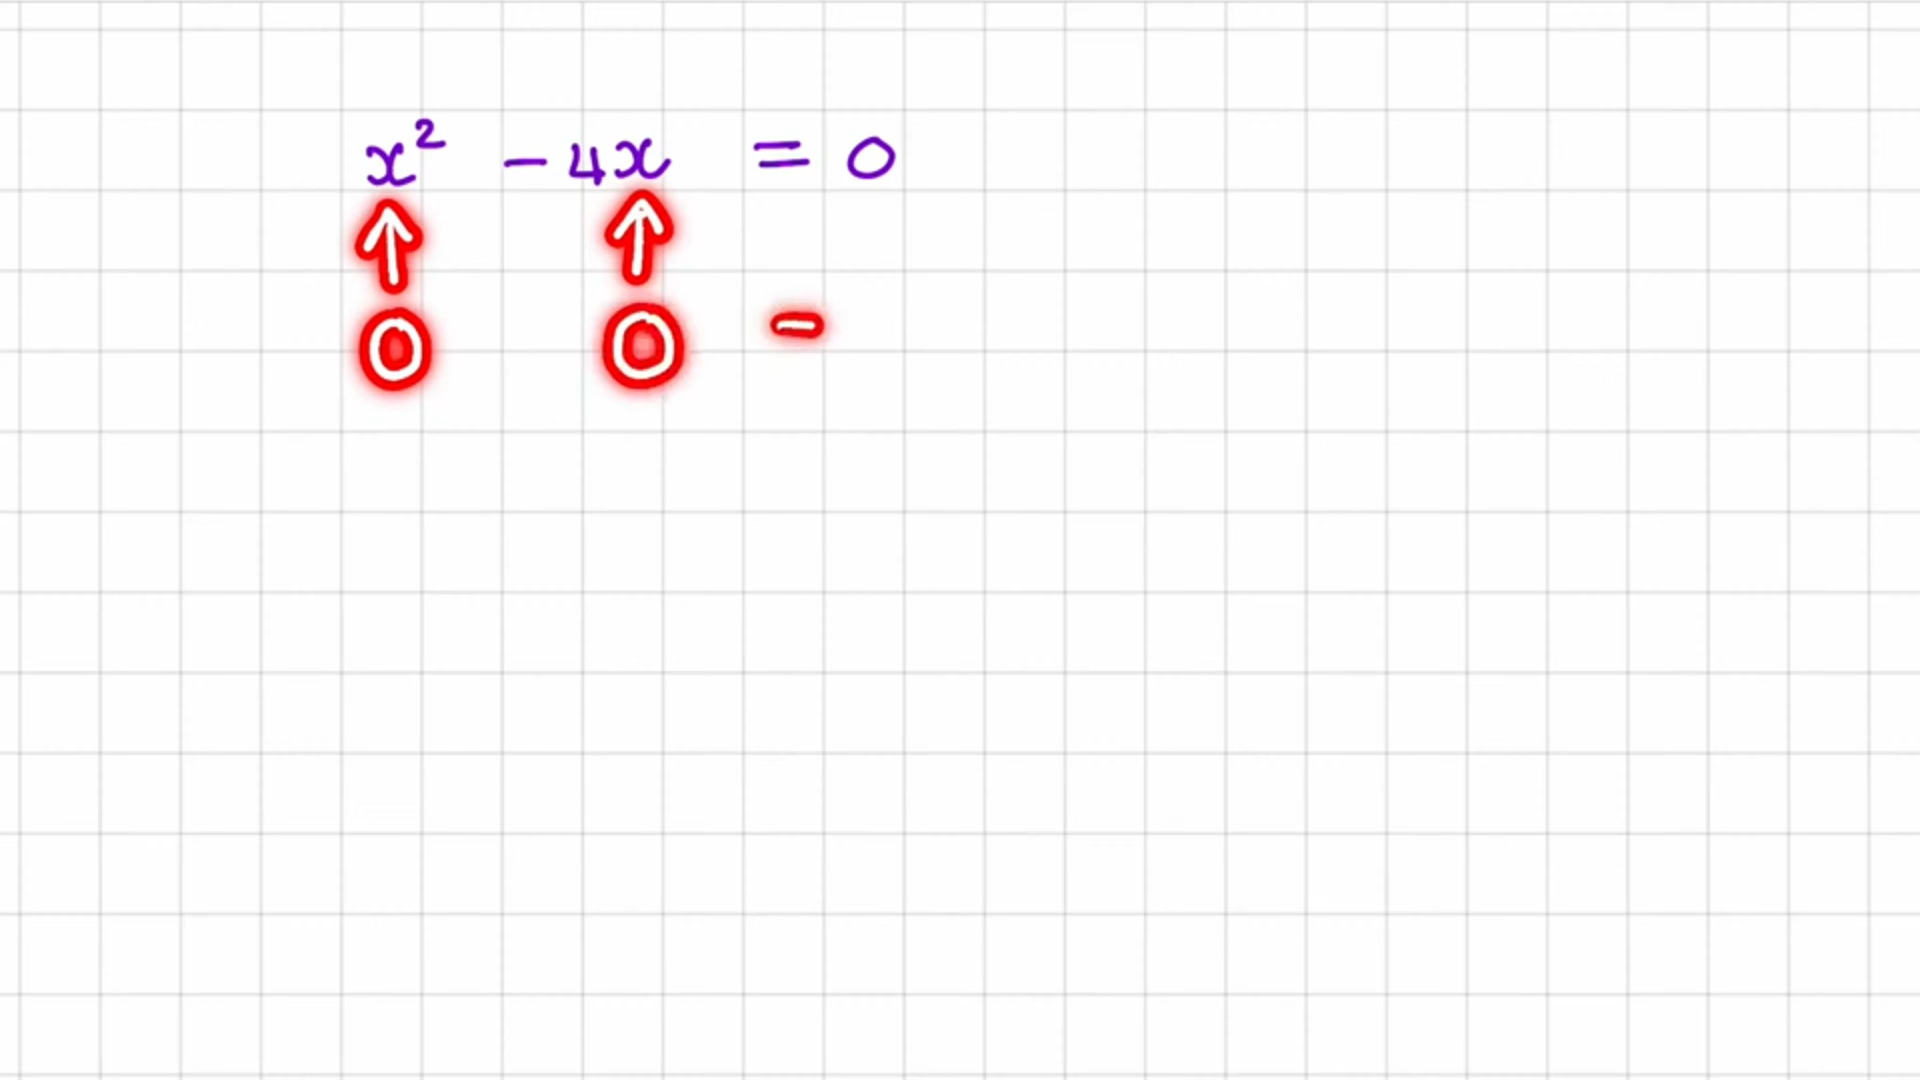 x² - 4x = 0
↑ ↑
0 0 -